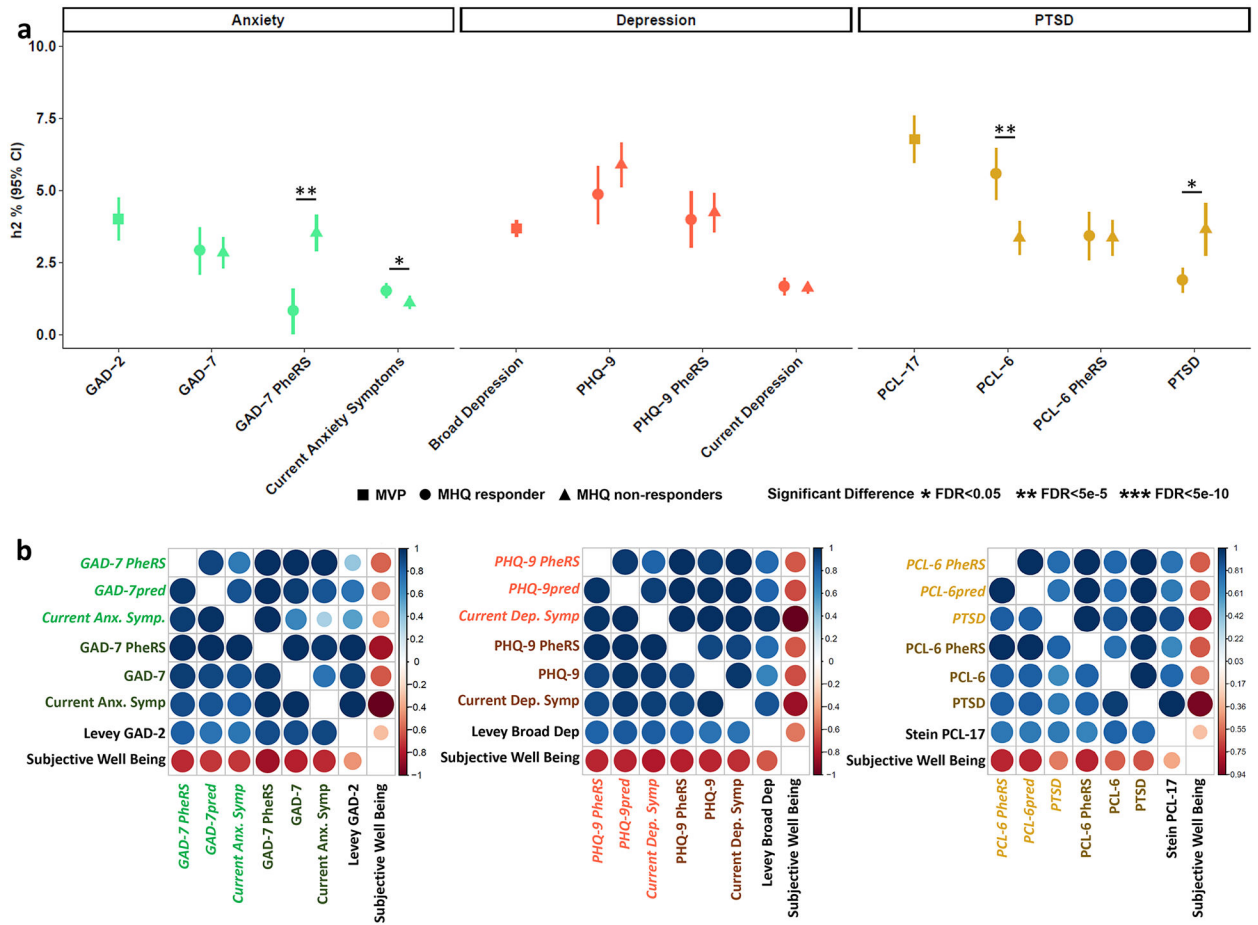 a
Anxiety
Depression
PTSD
h2 % (95% CI)
10.0
7.5
5.0
2.5
0.0
**
*
**
*
GAD−2
GAD−7
GAD−7 PheRS
Current Anxiety Symptoms
Broad Depression
PHQ−9
PHQ−9 PheRS
Current Depression
PCL−17
PCL−6
PCL−6 PheRS
PTSD
MVP MHQ responder MHQ non-responders Significant Difference * FDR<0.05 ** FDR<5e-5 *** FDR<5e-10
b
GAD-7 PheRS
GAD-7pred
Current Anx. Symp.
GAD-7 PheRS
GAD-7
Current Anx. Symp
Levey GAD-2
Subjective Well Being
1
0.8
0.6
0.4
0.2
0
−0.2
−0.4
−0.6
−0.8
−1
GAD-7 PheRS
GAD-7pred
Current Anx. Symp
GAD-7 PheRS
GAD-7
Current Anx. Symp
Levey GAD-2
Subjective Well Being
PHQ-9 PheRS
PHQ-9pred
Current Dep. Symp
PHQ-9 PheRS
PHQ-9
Current Dep. Symp
Levey Broad Dep
Subjective Well Being
1
0.8
0.6
0.4
0.2
0
−0.2
−0.4
−0.6
−0.8
−1
PHQ-9 PheRS
PHQ-9pred
Current Dep. Symp
PHQ-9 PheRS
PHQ-9
Current Dep. Symp
Levey Broad Dep
Subjective Well Being
PCL-6 PheRS
PCL-6pred
PTSD
PCL-6 PheRS
PCL-6
PTSD
Stein PCL-17
Subjective Well Being
1
0.81
0.61
0.42
0.23
0.03
−0.16
−0.36
−0.55
−0.74
−0.94
PCL-6 PheRS
PCL-6pred
PTSD
PCL-6 PheRS
PCL-6
PTSD
Stein PCL-17
Subjective Well Being